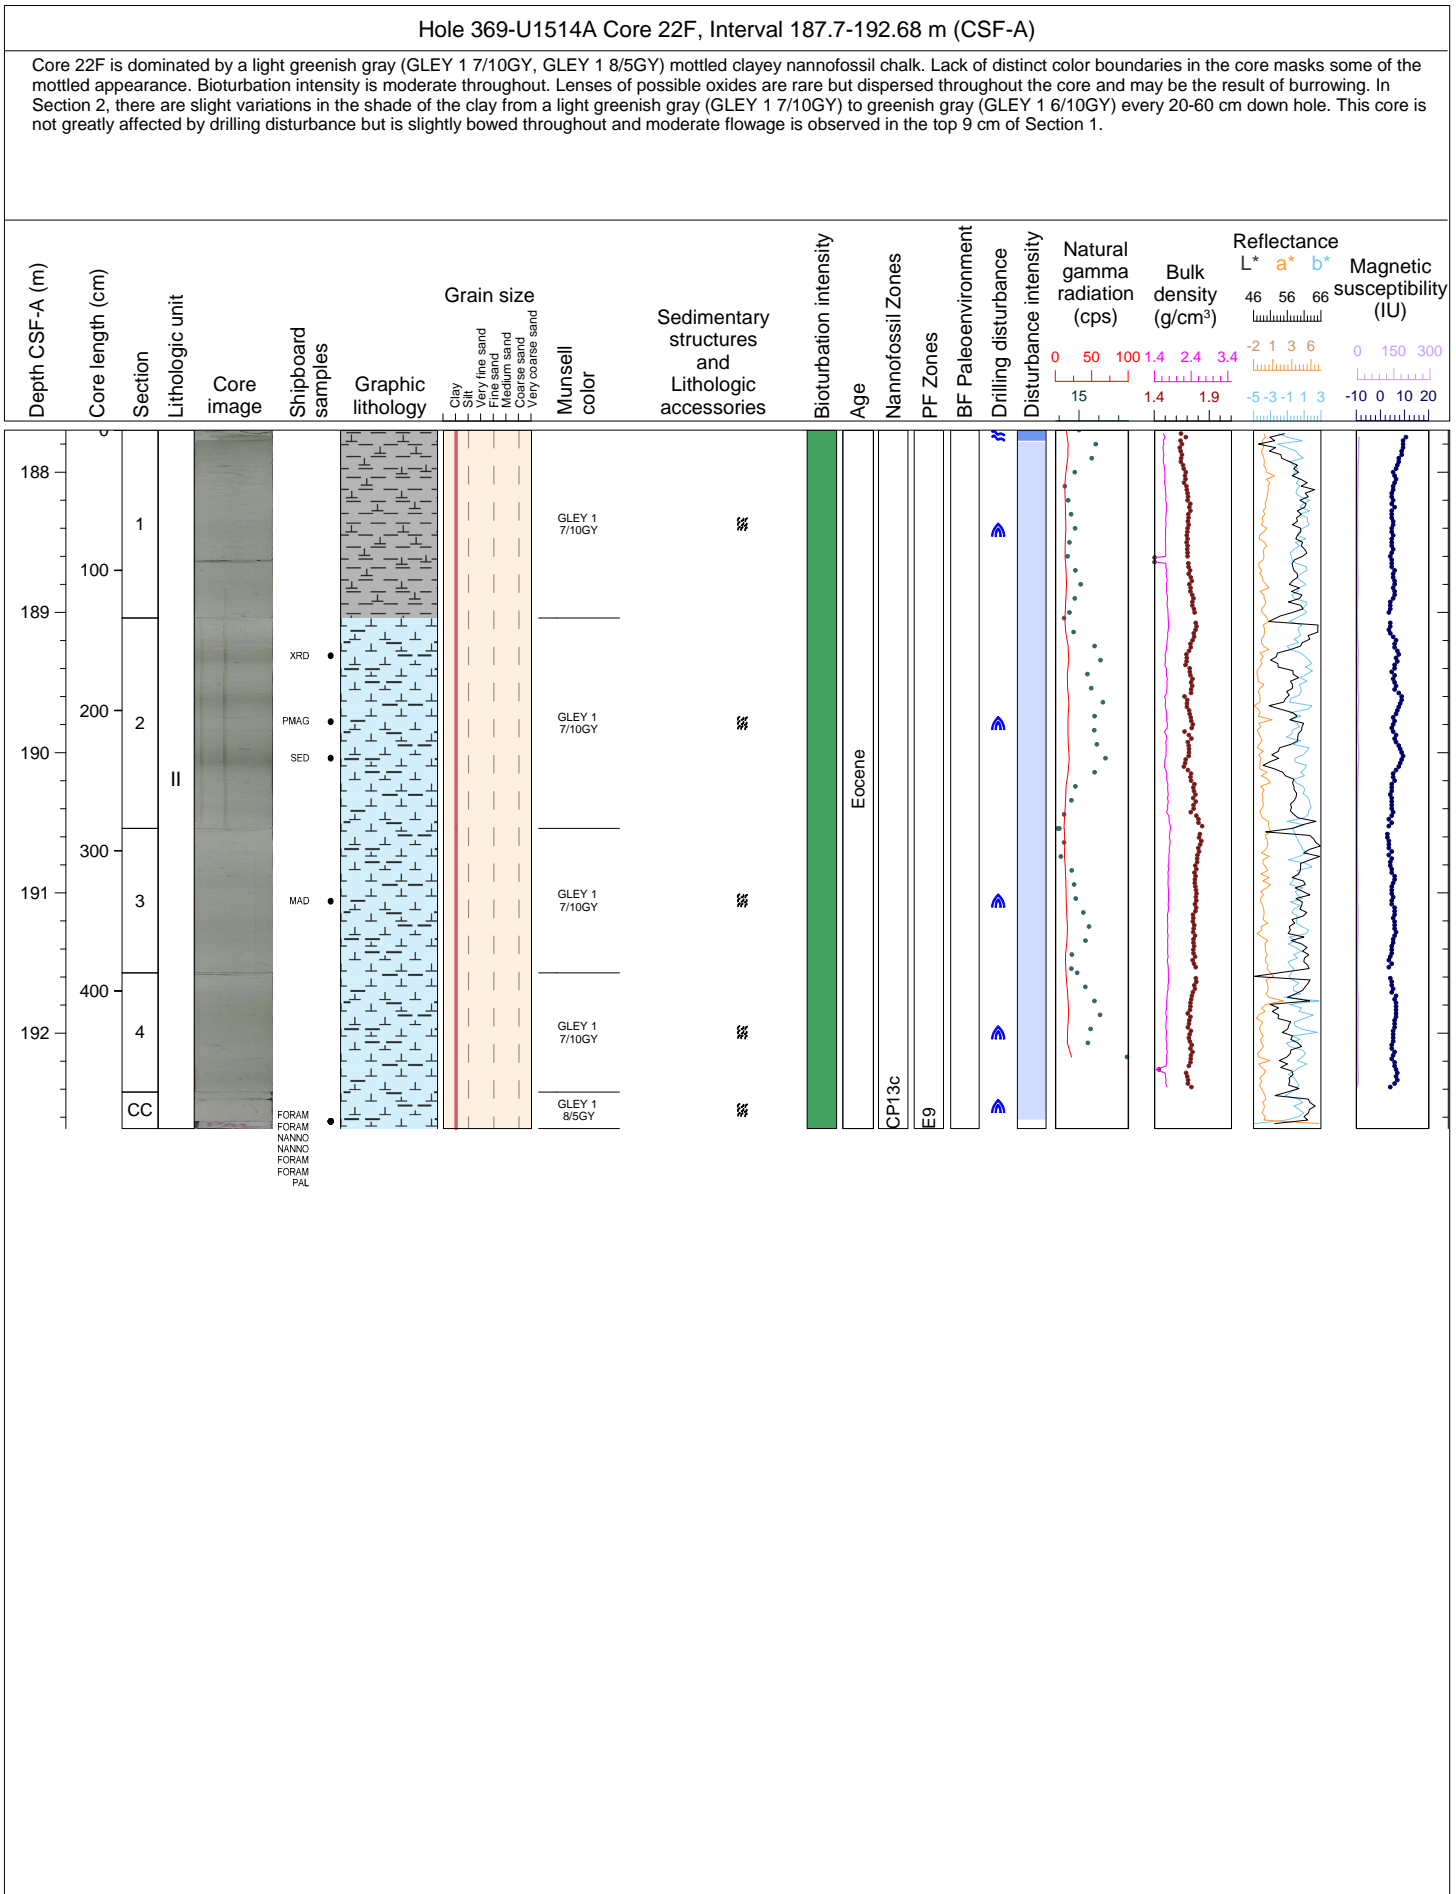 Hole 369-U1514A Core 22F, Interval 187.7-192.68 m (CSF-A)
Core 22F is dominated by a light greenish gray (GLEY 1 7/10GY, GLEY 1 8/5GY) mottled clayey nannofossil chalk. Lack of distinct color boundaries in the core masks some of the
mottled appearance. Bioturbation intensity is moderate throughout. Lenses of possible oxides are rare but dispersed throughout the core and may be the result of burrowing. In
Section 2, there are slight variations in the shade of the clay from a light greenish gray (GLEY 1 7/10GY) to greenish gray (GLEY 1 6/10GY) every 20-60 cm down hole. This core is
not greatly affected by drilling disturbance but is slightly bowed throughout and moderate flowage is observed in the top 9 cm of Section 1.
Depth CSF-A (m)
Core length (cm)
Section
Lithologic unit
Core
image
Shipboard
samples
Graphic
lithology
Grain size
Clay
Silt
Very fine sand
Fine sand
Medium sand
Coarse sand
Very coarse sand
Munsell
color
Sedimentary
structures
and
Lithologic
accessories
Bioturbation intensity
Age
Nannofossil Zones
PF Zones
BF Paleoenvironment
Drilling disturbance
Disturbance intensity
Natural
gamma
radiation
(cps)
0 50 100
15
Bulk
density
(g/cm³)
1.4 2.4 3.4
1.4 1.9
Reflectance
L* a* b*
46 56 66
-2 1 3 6
-5 -3 -1 1 3
Magnetic
susceptibility
(IU)
0 150 300
-10 0 10 20
0
188
1
GLEY 1
7/10GY
100
189
XRD
200
2
PMAG
GLEY 1
7/10GY
190
SED
II
Eocene
300
191
3
MAD
GLEY 1
7/10GY
400
192
4
GLEY 1
7/10GY
CC
GLEY 1
8/5GY
CP13c
E9
FORAM
FORAM
NANNO
NANNO
FORAM
FORAM
PAL